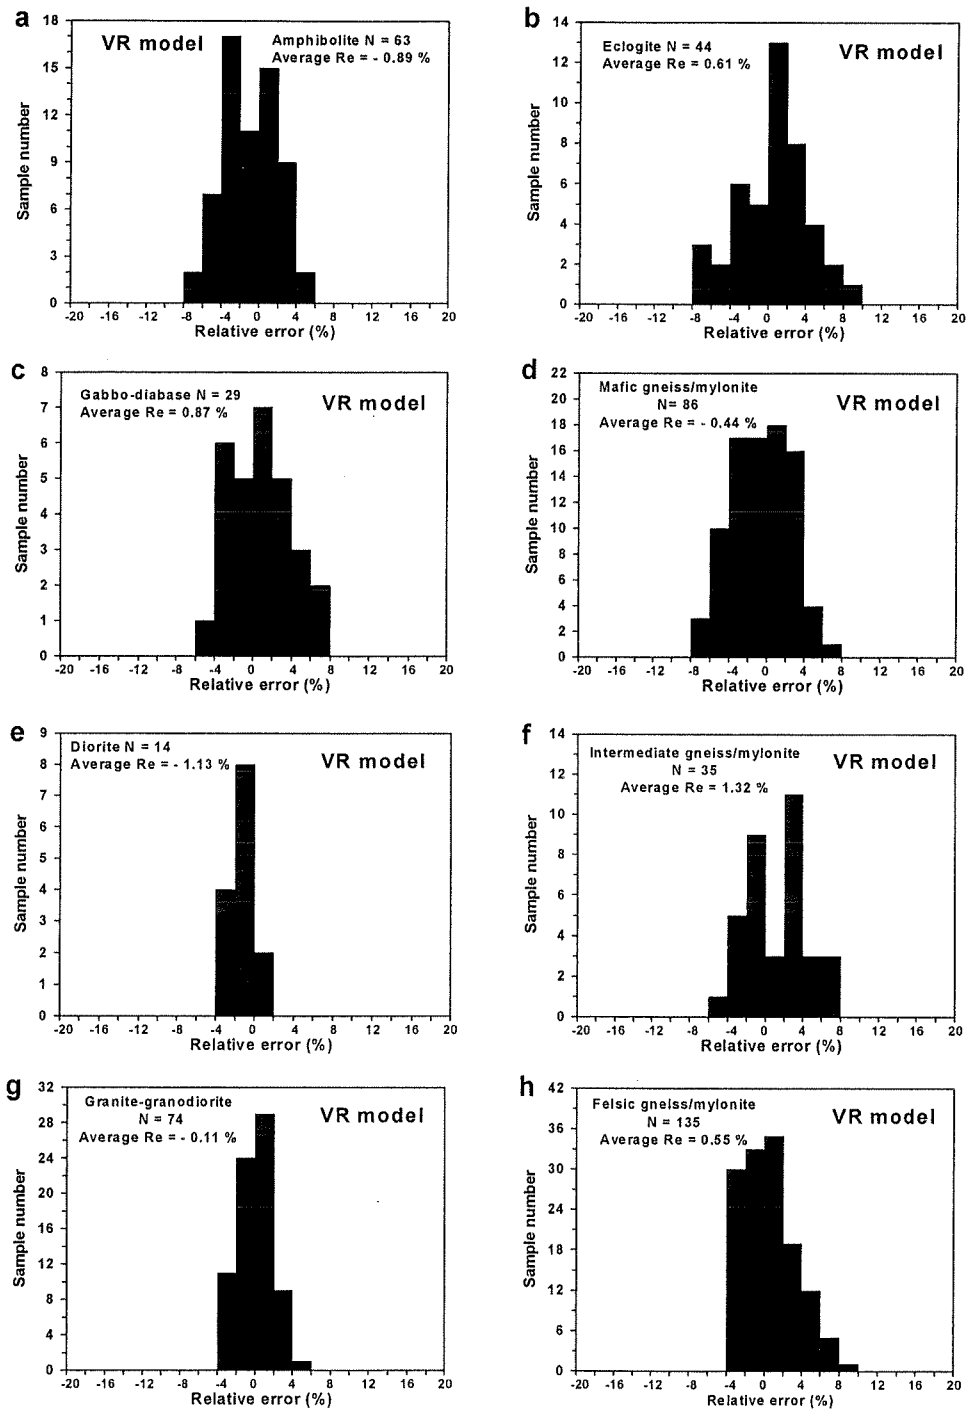 a
VR model
Amphibolite N = 63
Average Re = - 0.89 %
18
15
12
9
6
3
0
Sample number
-20 -16 -12 -8 -4 0 4 8 12 16 20
Relative error (%)
b
Eclogite N = 44
Average Re = 0.61 %
VR model
14
12
10
8
6
4
2
0
Sample number
-20 -16 -12 -8 -4 0 4 8 12 16 20
Relative error (%)
c
Gabbo-diabase N = 29
Average Re = 0.87 %
VR model
8
7
6
5
4
3
2
1
0
Sample number
-20 -16 -12 -8 -4 0 4 8 12 16 20
Relative error (%)
d
Mafic gneiss/mylonite
N= 86
Average Re = - 0.44 %
VR model
22
20
18
16
14
12
10
8
6
4
2
0
Sample number
-20 -16 -12 -8 -4 0 4 8 12 16 20
Relative error (%)
e
Diorite N = 14
Average Re = - 1.13 %
VR model
9
8
7
6
5
4
3
2
1
0
Sample number
-20 -16 -12 -8 -4 0 4 8 12 16 20
Relative error (%)
f
Intermediate gneiss/mylonite
N = 35
Average Re = 1.32 %
VR model
14
12
10
8
6
4
2
0
Sample number
-20 -16 -12 -8 -4 0 4 8 12 16 20
Relative error (%)
g
Granite-granodiorite
N = 74
Average Re = - 0.11 %
VR model
32
28
24
20
16
12
8
4
0
Sample number
-20 -16 -12 -8 -4 0 4 8 12 16 20
Relative error (%)
h
Felsic gneiss/mylonite
N = 135
Average Re = 0.55 %
VR model
42
36
30
24
18
12
6
0
Sample number
-20 -16 -12 -8 -4 0 4 8 12 16 20
Relative error (%)